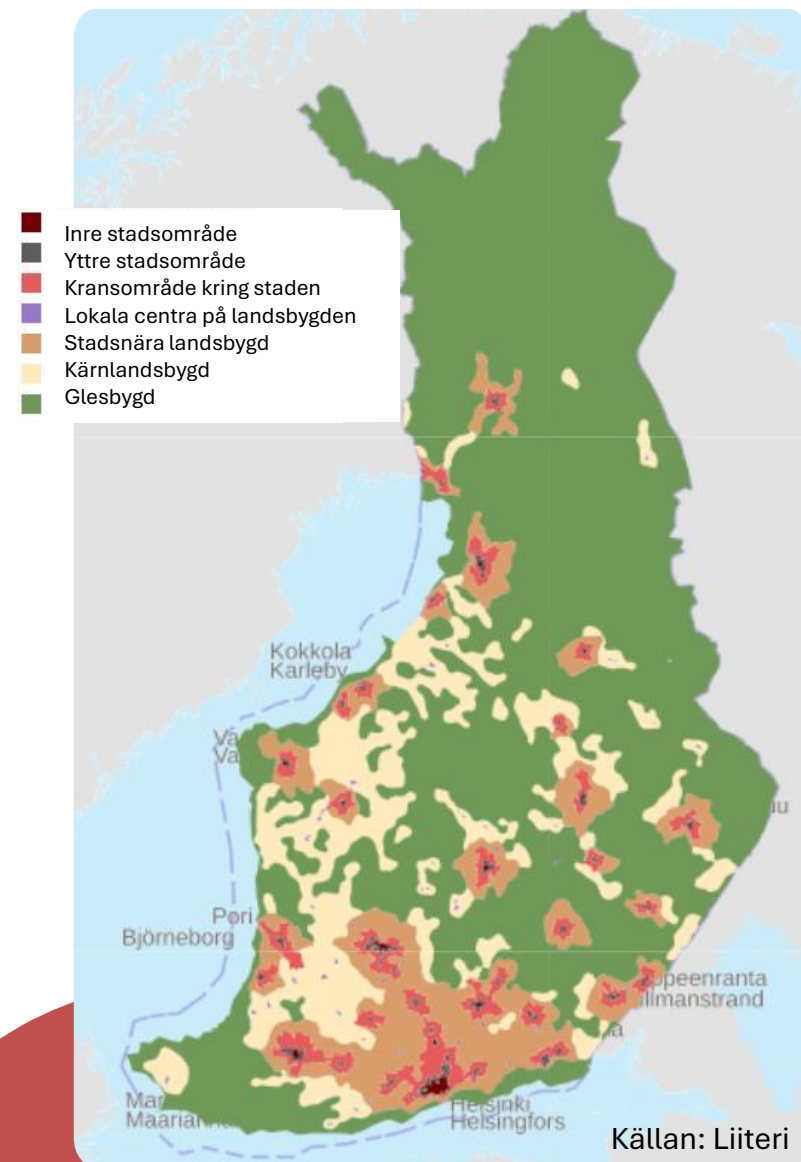 Inre stadsområde
Yttre stadsområde
Kransområde kring staden
Lokala centra på landsbygden
Stadsnära landsbygd
Kärnlandsbygd
Glesbygd
Kokkola
Karleby
Pori
Björneborg
Helsinki
Helsingfors
Källan: Liiteri